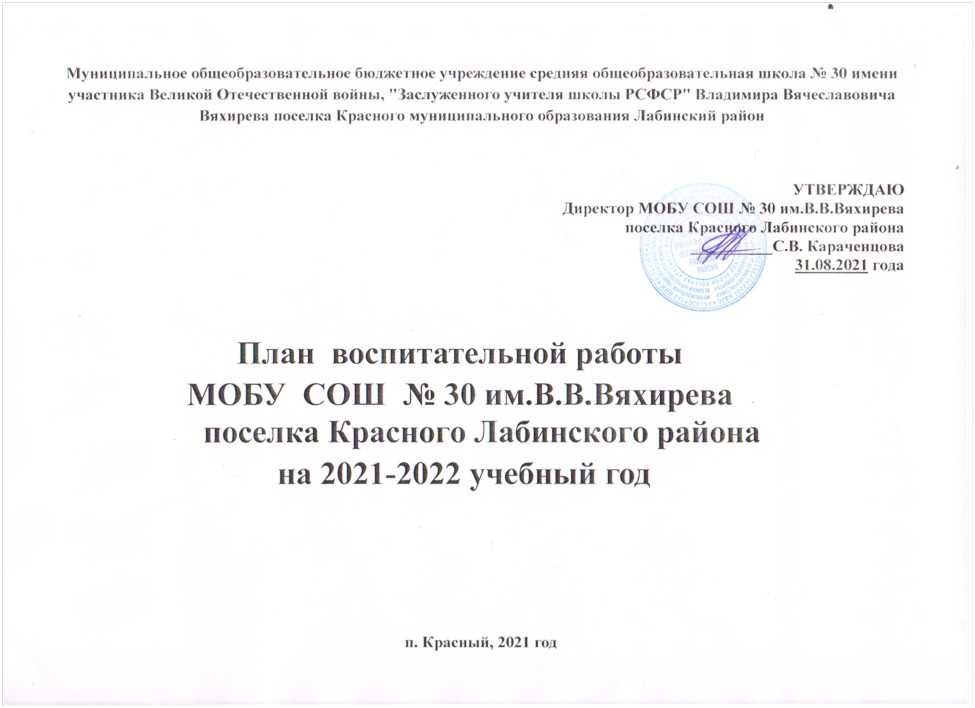 Муниципальное общеобразовательное бюджетное учреждение средняя общеобразовательная школа № 30 имени
участника Великой Отечественной войны, "Заслуженного учителя школы РСФСР" Владимира Вячеславовича
Вяхирева поселка Красного муниципального образования Лабинский район
УТВЕРЖДАЮ
Директор МОБУ СОШ № 30 им.В.В.Вяхирева
поселка Красного Лабинского района
__________С.В. Караченцова
31.08.2021 года
План воспитательной работы
МОБУ СОШ № 30 им.В.В.Вяхирева
поселка Красного Лабинского района
на 2021-2022 учебный год
п. Красный, 2021 год